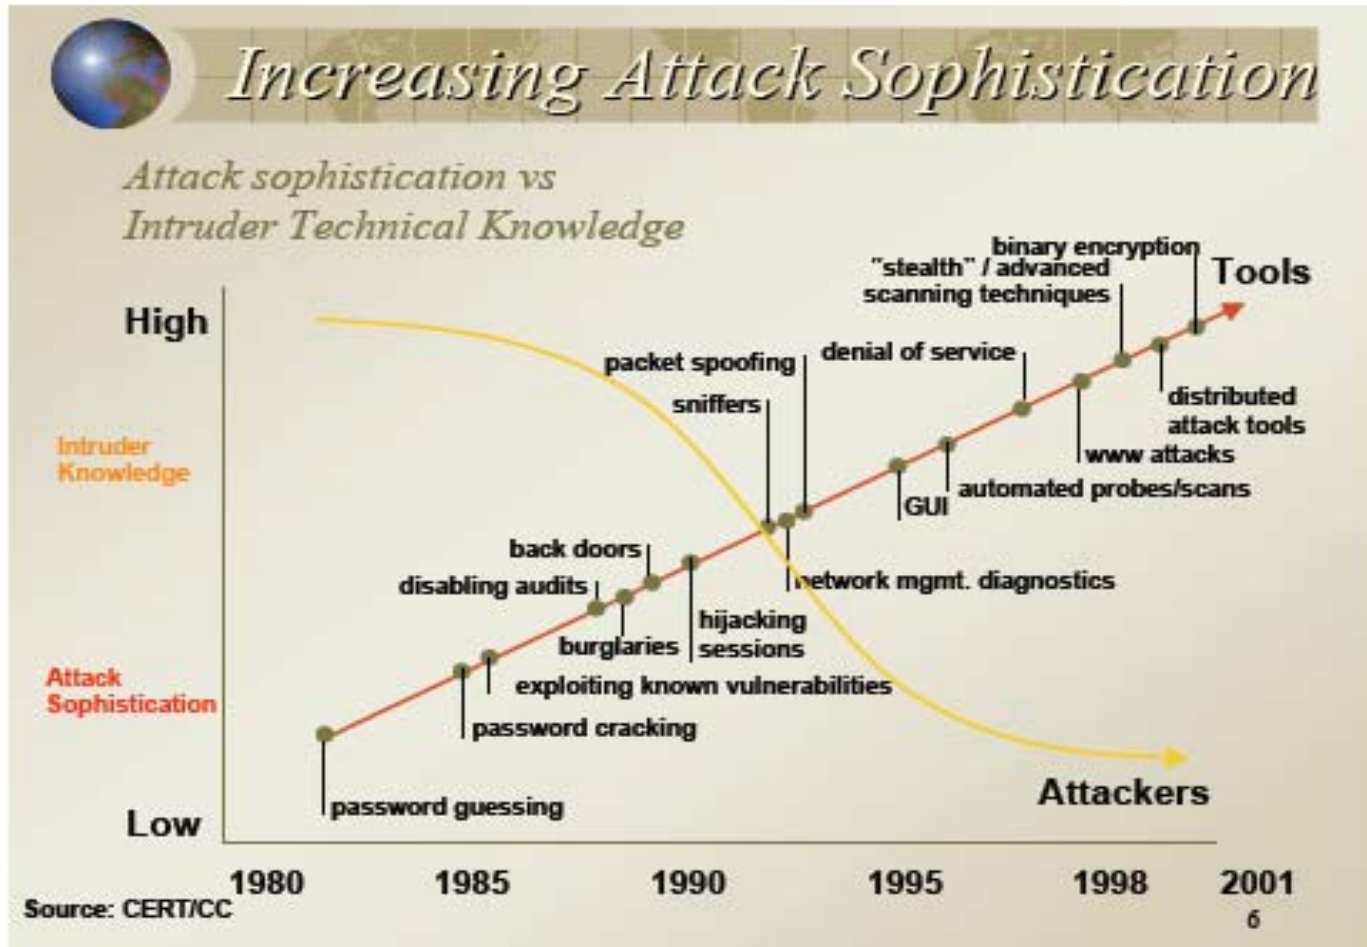 Increasing Attack Sophistication
Attack sophistication vs
Intruder Technical Knowledge
binary encryption
"stealth" / advanced
scanning techniques
Tools
High
packet spoofing
denial of service
sniffers
distributed
attack tools
Intruder
Knowledge
www attacks
automated probes/scans
GUI
back doors
disabling audits
network mgmt. diagnostics
hijacking
sessions
burglaries
Attack
Sophistication
exploiting known vulnerabilities
password cracking
Attackers
password guessing
Low
1980
1985
1990
1995
1998
2001
Source: CERT/CC
6